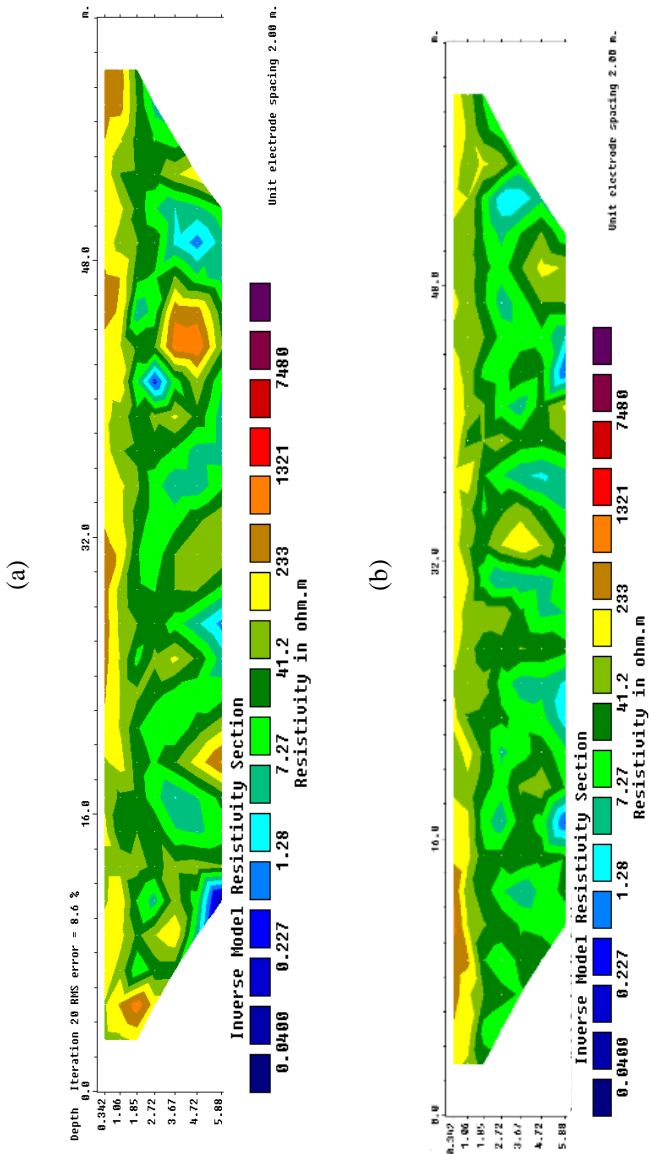 (a)
Depth Iteration 20 RMS error = 8.6 %
0.0 16.0 32.0 48.0 m.
0.342
1.06
1.85
2.72
3.67
4.72
5.88
Inverse Model Resistivity Section
0.0400 0.227 1.28 7.27 41.2 233 1321 7480
Resistivity in ohm.m
Unit electrode spacing 2.00 m.
(b)
0.0 16.0 32.0 48.0 m.
0.342
1.06
1.85
2.72
3.67
4.72
5.88
Inverse Model Resistivity Section
0.0400 0.227 1.28 7.27 41.2 233 1321 7480
Resistivity in ohm.m
Unit electrode spacing 2.00 m.